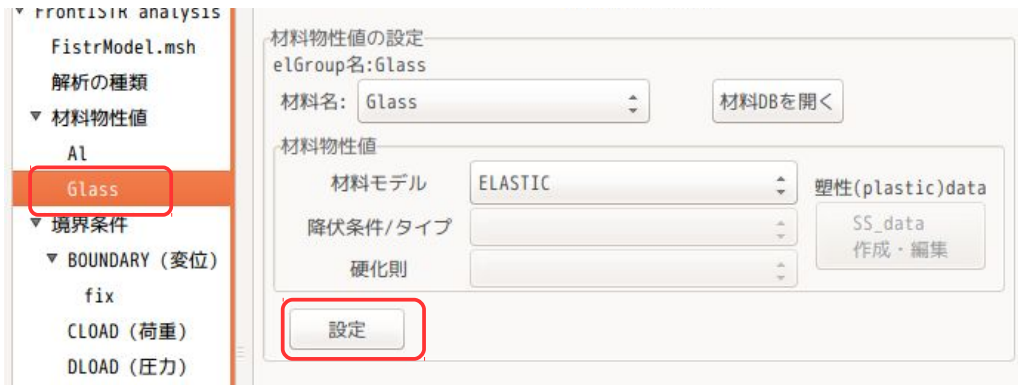 FrontISTR analysis
FistrModel.msh
解析の種類
材料物性値
Al
Glass
境界条件
BOUNDARY (変位)
fix
CLOAD (荷重)
DLOAD (圧力)
材料物性値の設定
elGroup名:Glass
材料名: Glass 材料DBを開く
材料物性値
材料モデル ELASTIC 塑性(plastic)data
降伏条件/タイプ SS_data
作成・編集
硬化則
設定